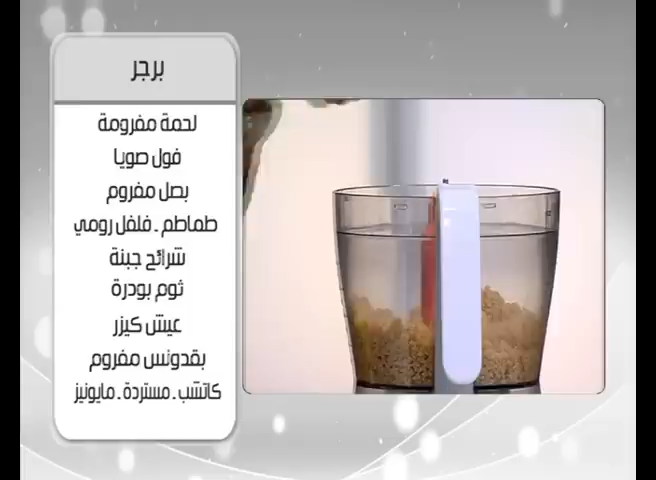 برجر
لحمة مفرومة
فول صويا
بصل مفروم
طماطم . فلفل رومي
شرائح جبنة
ثوم بودرة
عيش كيزر
بقدونس مفروم
كاتشب . مستردة . مايونيز